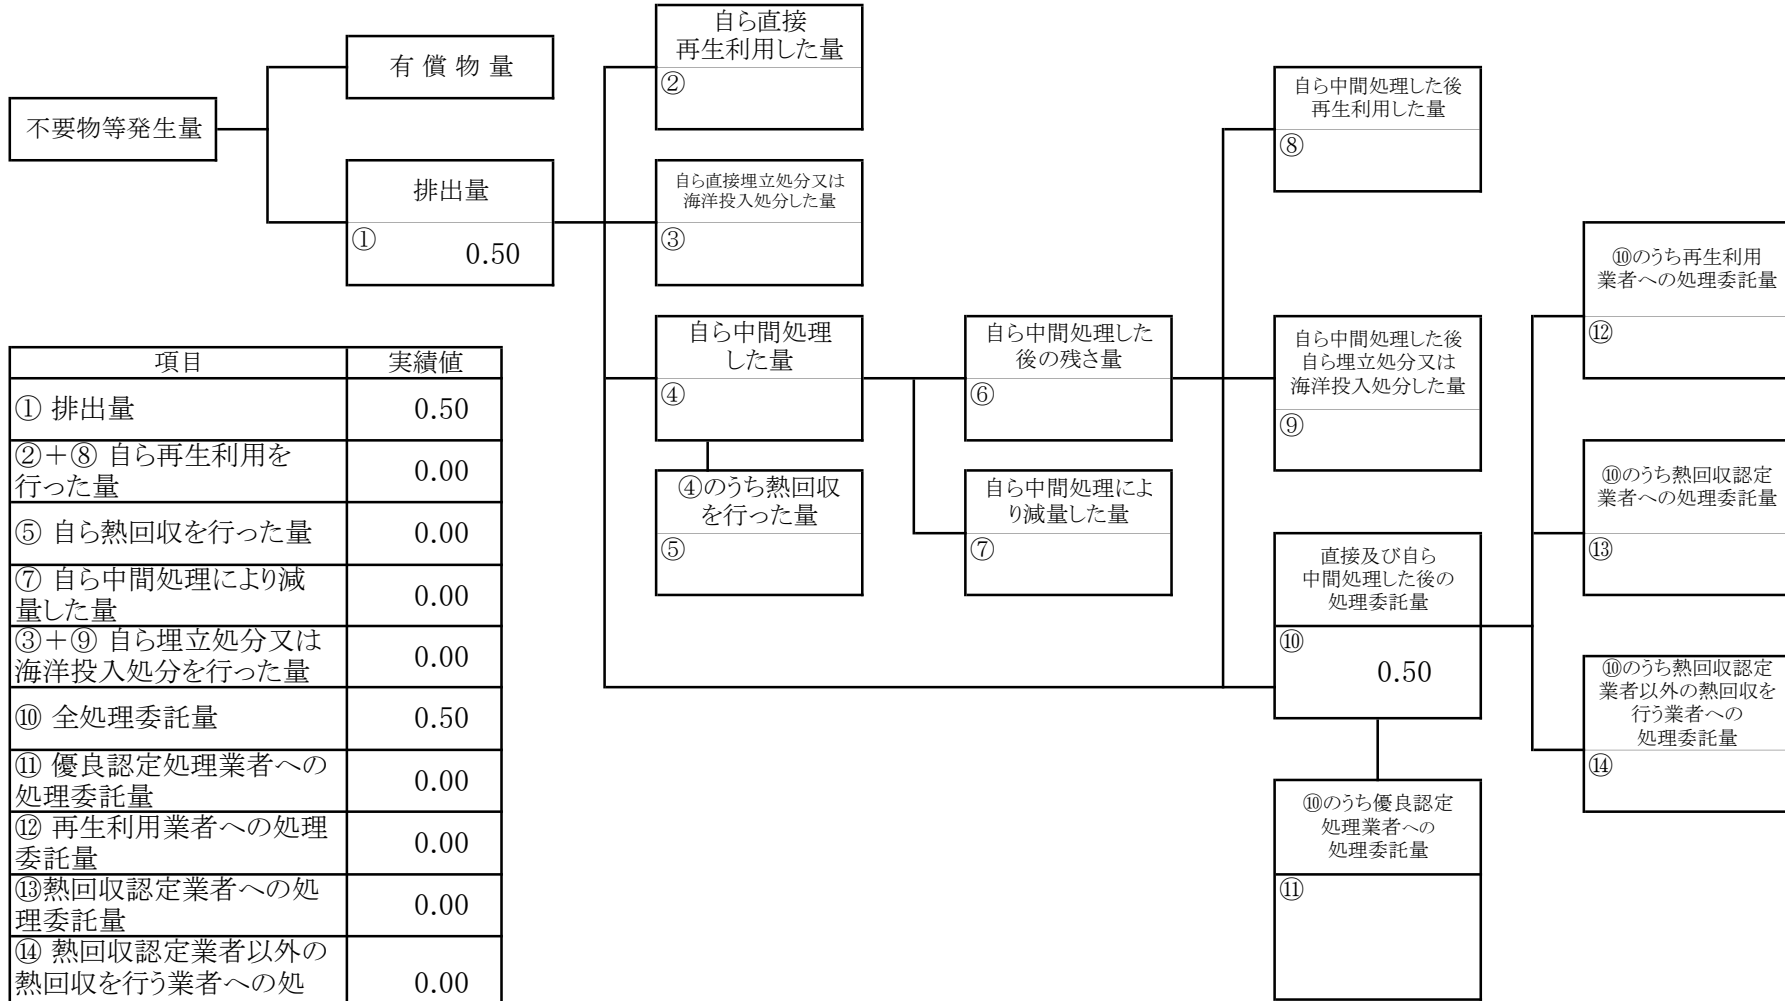 不要物等発生量
有 償 物 量
排出量
①
0.50
自ら直接
再生利用した量
②
自ら直接埋立処分又は
海洋投入処分した量
③
自ら中間処理
した量
④
④のうち熱回収
を行った量
⑤
自ら中間処理した
後の残さ量
⑥
自ら中間処理によ
り減量した量
⑦
自ら中間処理した後
再生利用した量
⑧
自ら中間処理した後
自ら埋立処分又は
海洋投入処分した量
⑨
直接及び自ら
中間処理した後の
処理委託量
⑩
0.50
⑩のうち優良認定
処理業者への
処理委託量
⑪
⑩のうち再生利用
業者への処理委託量
⑫
⑩のうち熱回収認定
業者への処理委託量
⑬
⑩のうち熱回収認定
業者以外の熱回収を
行う業者への
処理委託量
⑭
項目 実績値
① 排出量 0.50
②+⑧ 自ら再生利用を
行った量 0.00
⑤ 自ら熱回収を行った量 0.00
⑦ 自ら中間処理により減
量した量 0.00
③+⑨ 自ら埋立処分又は
海洋投入処分を行った量 0.00
⑩ 全処理委託量 0.50
⑪ 優良認定処理業者への
処理委託量 0.00
⑫ 再生利用業者への処理
委託量 0.00
⑬熱回収認定業者への処
理委託量 0.00
⑭ 熱回収認定業者以外の
熱回収を行う業者への処 0.00